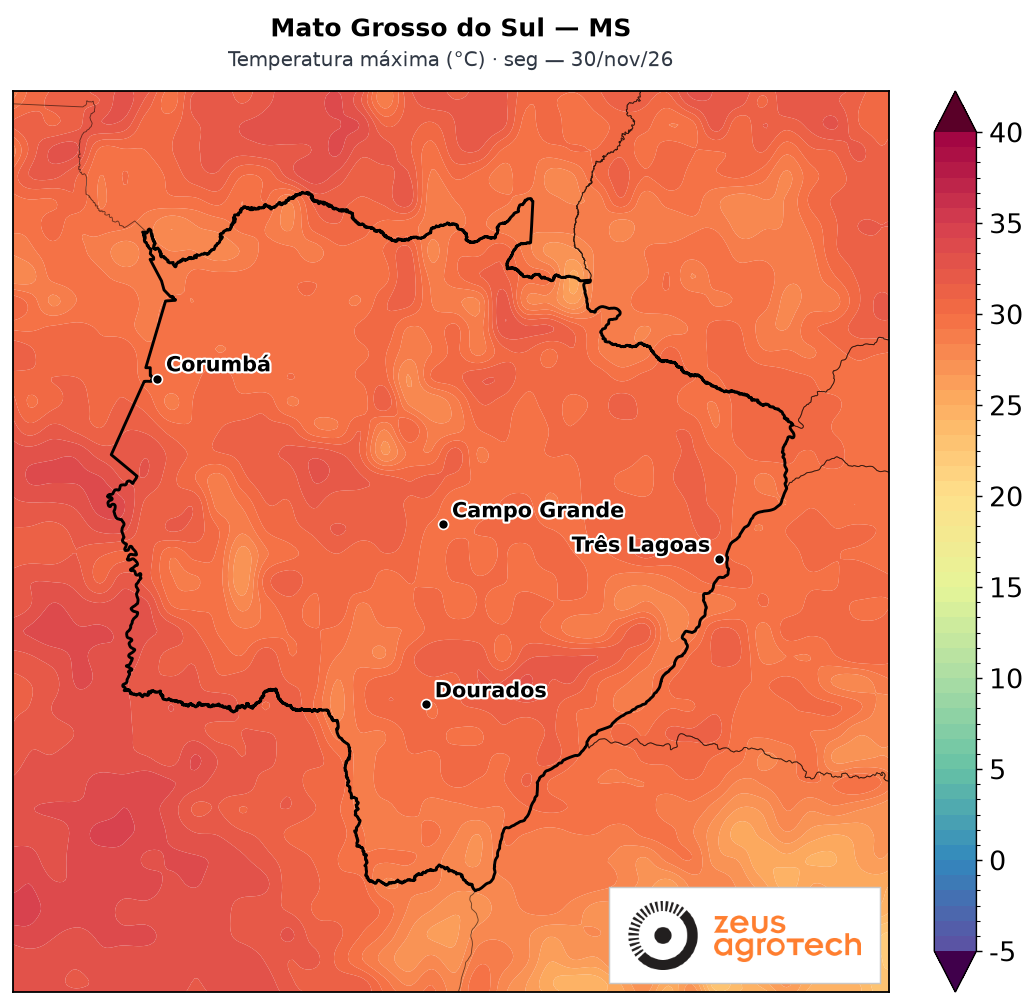 Mato Grosso do Sul — MS
Temperatura máxima (°C) · seg — 30/nov/26
Corumbá
Campo Grande
Três Lagoas
Dourados
40
35
30
25
20
15
10
5
0
-5
zeus
agrotech